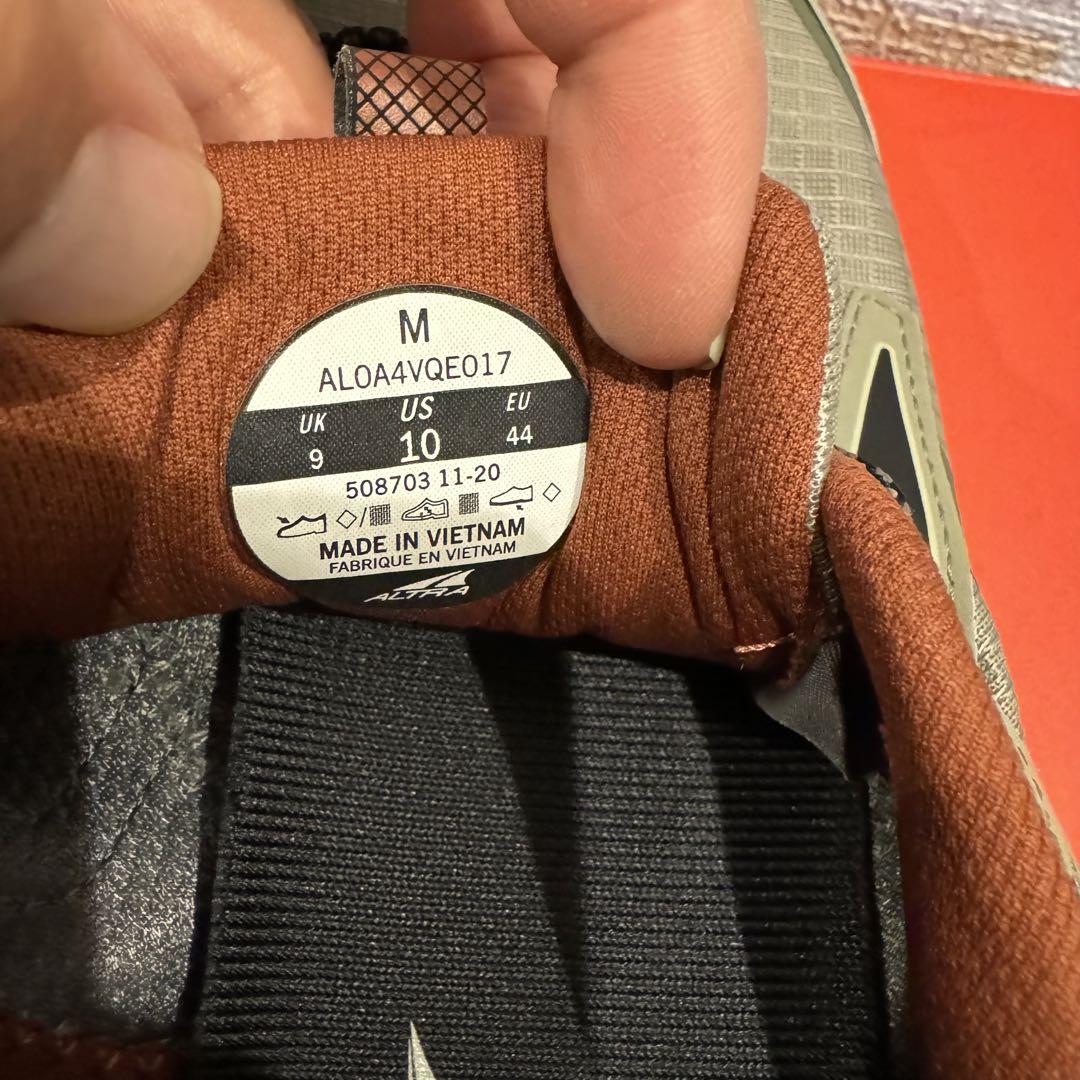 M
AL0A4VQE017
UK US EU
9 10 44
508703 11-20
MADE IN VIETNAM
FABRIQUE EN VIETNAM
ALTRA